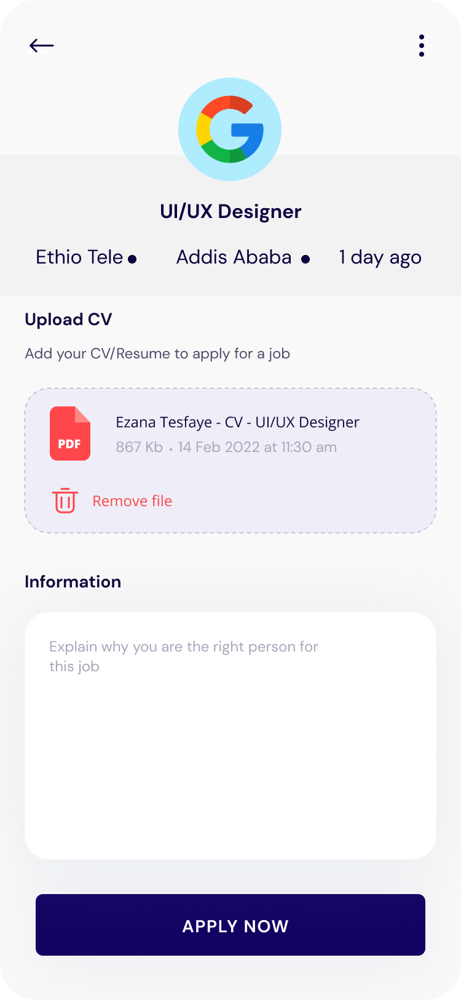 UI/UX Designer
Ethio Tele • Addis Ababa • 1 day ago
Upload CV
Add your CV/Resume to apply for a job
PDF
Ezana Tesfaye - CV - UI/UX Designer
867 Kb . 14 Feb 2022 at 11:30 am
Remove file
Information
Explain why you are the right person for
this job
APPLY NOW